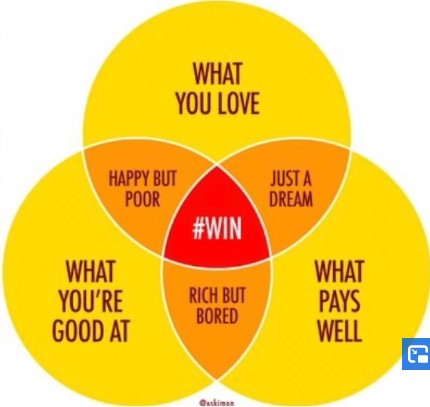 WHAT
YOU LOVE
HAPPY BUT
POOR
JUST A
DREAM
#WIN
WHAT
YOU'RE
GOOD AT
RICH BUT
BORED
WHAT
PAYS
WELL